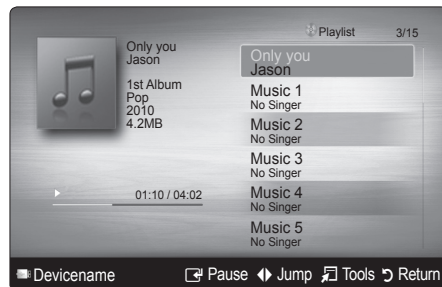 Only you
Jason
1st Album
Pop
2010
4.2MB
01:10 / 04:02
Playlist 3/15
Only you
Jason
Music 1
No Singer
Music 2
No Singer
Music 3
No Singer
Music 4
No Singer
Music 5
No Singer
Devicename Pause Jump Tools Return